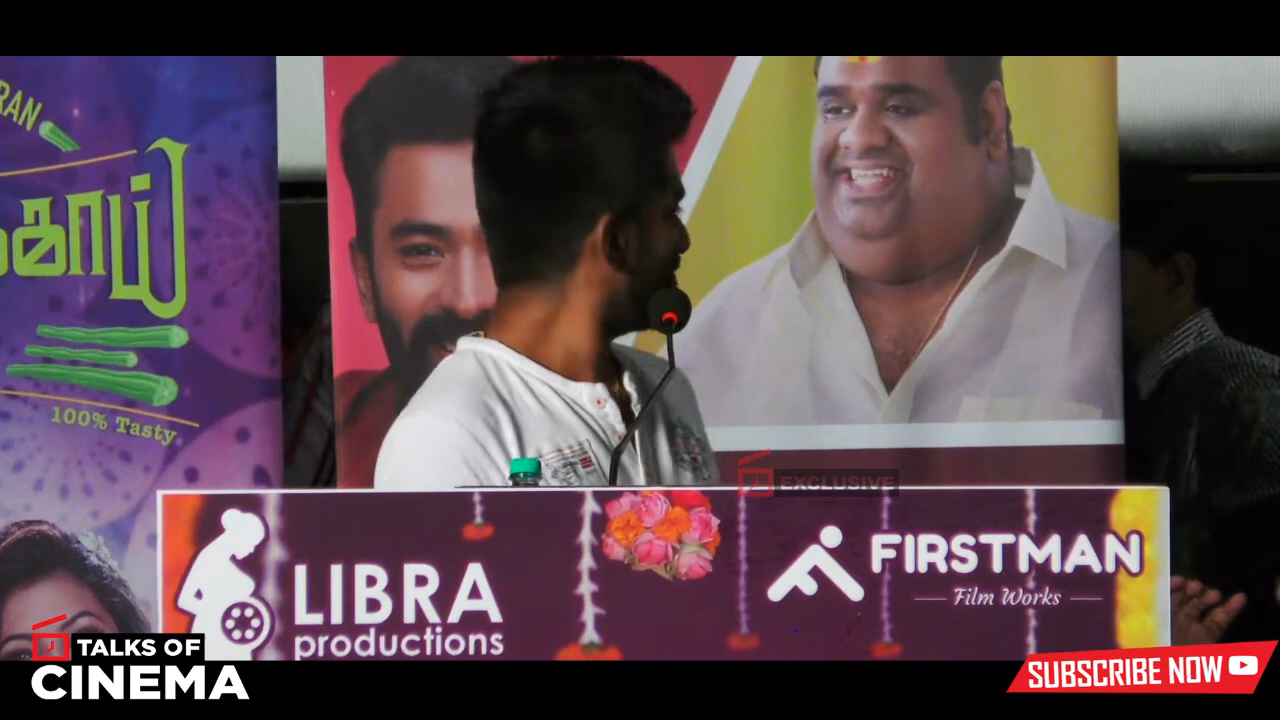 RAN
காய்
100% Tasty
EXCLUSIVE
LIBRA
productions
FIRSTMAN
Film Works
TALKS OF
CINEMA
SUBSCRIBE NOW